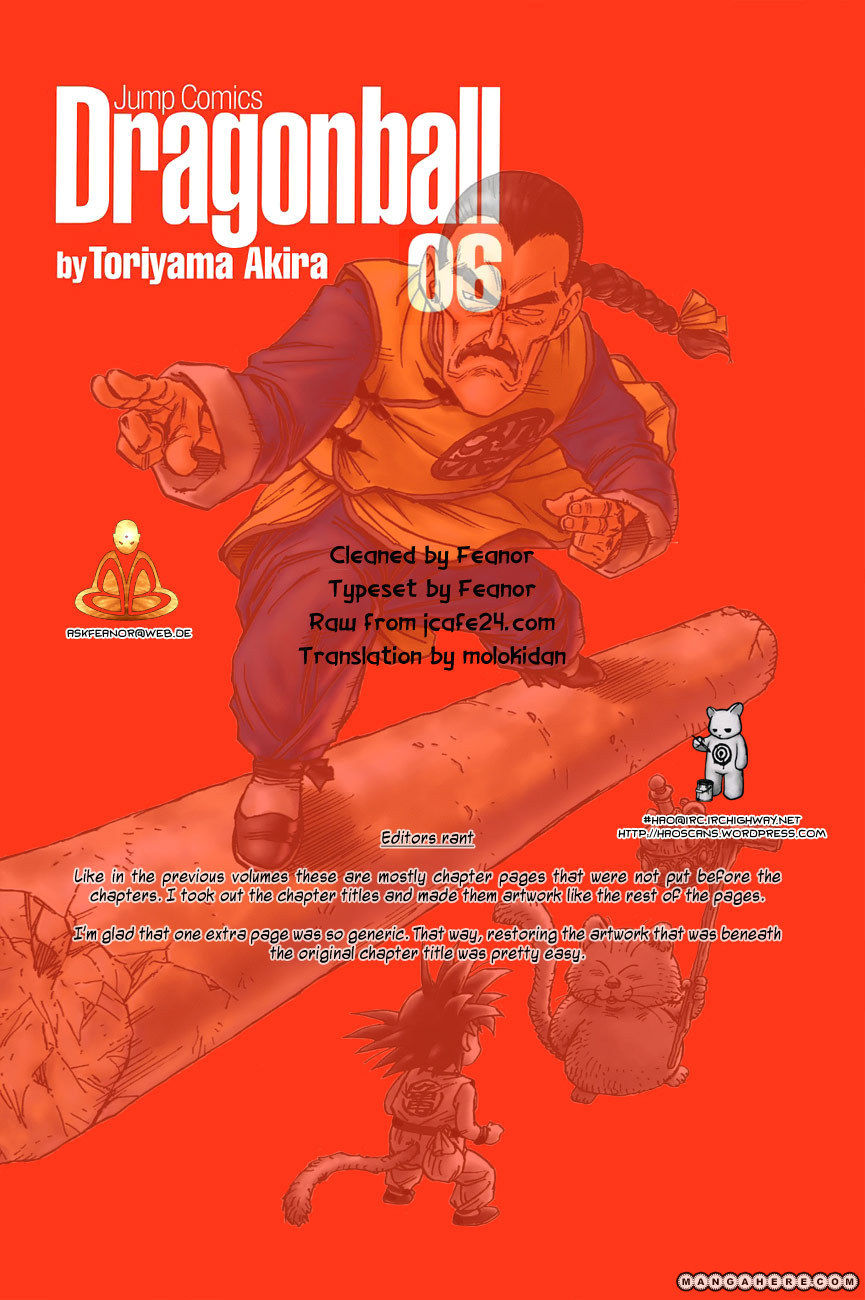 Jump Comics
Dragonball
by Toriyama Akira
06
Cleaned by Feanor
Typeset by Feanor
Raw from jcafe24.com
Translation by molokidan
ASKFEANOR@WEB.DE
#HAO@IRC.IRCHIGHWAY.NET
HTTP://HAOSCANS.WORDPRESS.COM
Editors rant
Like in the previous volumes these are mostly chapter pages that were not put before the
chapters. I took out the chapter titles and made them artwork like the rest of the pages.
I'm glad that one extra page was so generic. That way, restoring the artwork that was beneath
the original chapter title was pretty easy.
亀
MANGAHERE.COM